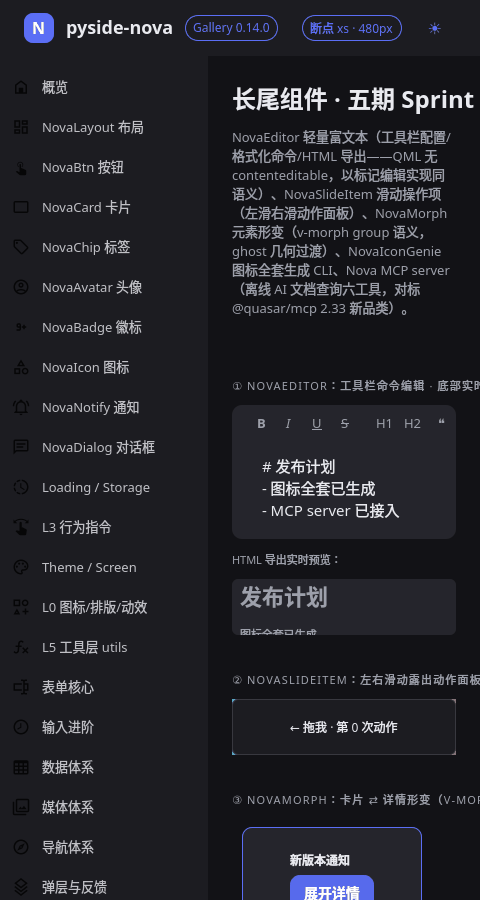 N pyside-nova Gallery 0.14.0 断点 xs · 480px
概览
NovaLayout 布局
NovaBtn 按钮
NovaCard 卡片
NovaChip 标签
NovaAvatar 头像
9+ NovaBadge 徽标
NovaIcon 图标
NovaNotify 通知
NovaDialog 对话框
Loading / Storage
L3 行为指令
Theme / Screen
L0 图标/排版/动效
L5 工具层 utils
表单核心
输入进阶
数据体系
媒体体系
导航体系
弹层与反馈
长尾组件 · 五期 Sprint
NovaEditor 轻量富文本（工具栏配置/
格式化命令/HTML 导出——QML 无
contenteditable，以标记编辑实现同
语义）、NovaSlideItem 滑动操作项
（左滑右滑动作面板）、NovaMorph
元素形变（v-morph group 语义，
ghost 几何过渡）、NovaIconGenie
图标全套生成 CLI、Nova MCP server
（离线 AI 文档查询六工具，对标
@quasar/mcp 2.33 新品类）。
① NOVAEDITOR：工具栏命令编辑 · 底部实时
B I U S H1 H2 ❝
# 发布计划
- 图标全套已生成
- MCP server 已接入
HTML 导出实时预览：
发布计划
图标全套已生成
② NOVASLIDEITEM：左右滑动露出动作面板
← 拖我 · 第 0 次动作
③ NOVAMORPH：卡片 ⇄ 详情形变（V-MOR
新版本通知
展开详情